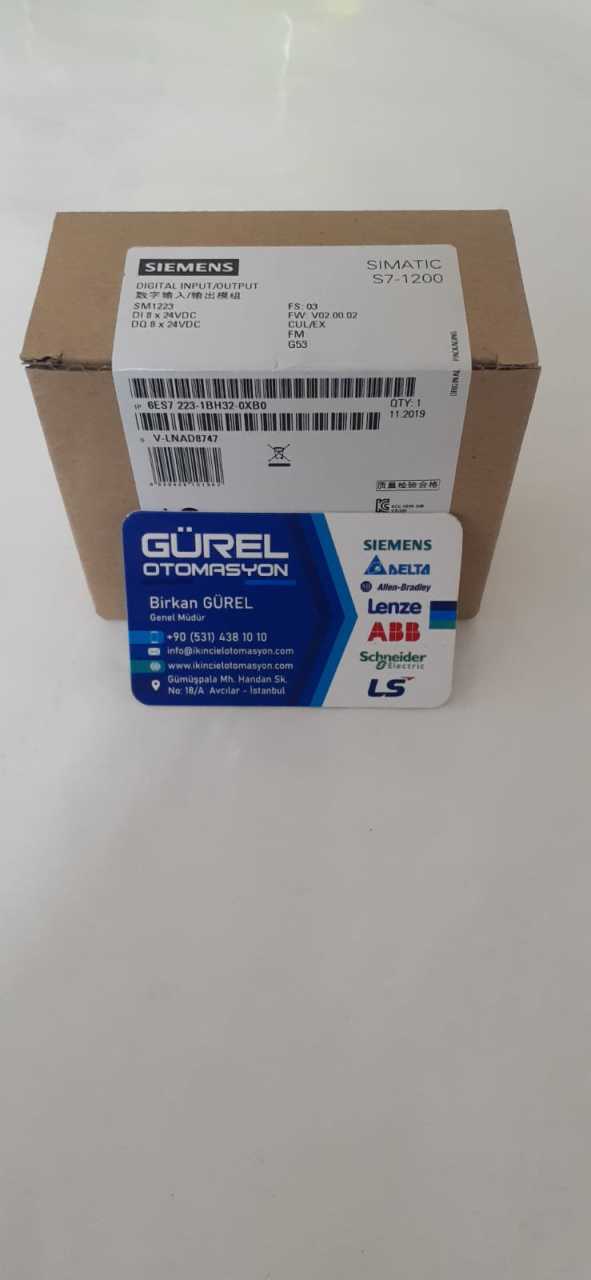 SIEMENS
SIMATIC
S7-1200
DIGITAL INPUT/OUTPUT
数字输入/输出模组
SM1223
DI 8 x 24VDC
DQ 8 x 24VDC
FS: 03
FW: V02.00.02
CUL/EX
FM
G53
1P 6ES7 223-1BH32-0XB0
QTY: 1
11.2019
S V-LNAD8747
质量检验合格
GÜREL
OTOMASYON
Birkan GÜREL
Genel Müdür
+90 (531) 438 10 10
info@ikincielotomasyon.com
www.ikincielotomasyon.com
Gümüşpala Mh. Handan Sk.
No: 18/A Avcılar - İstanbul
SIEMENS
DELTA
Allen-Bradley
Lenze
ABB
Schneider
Electric
LS